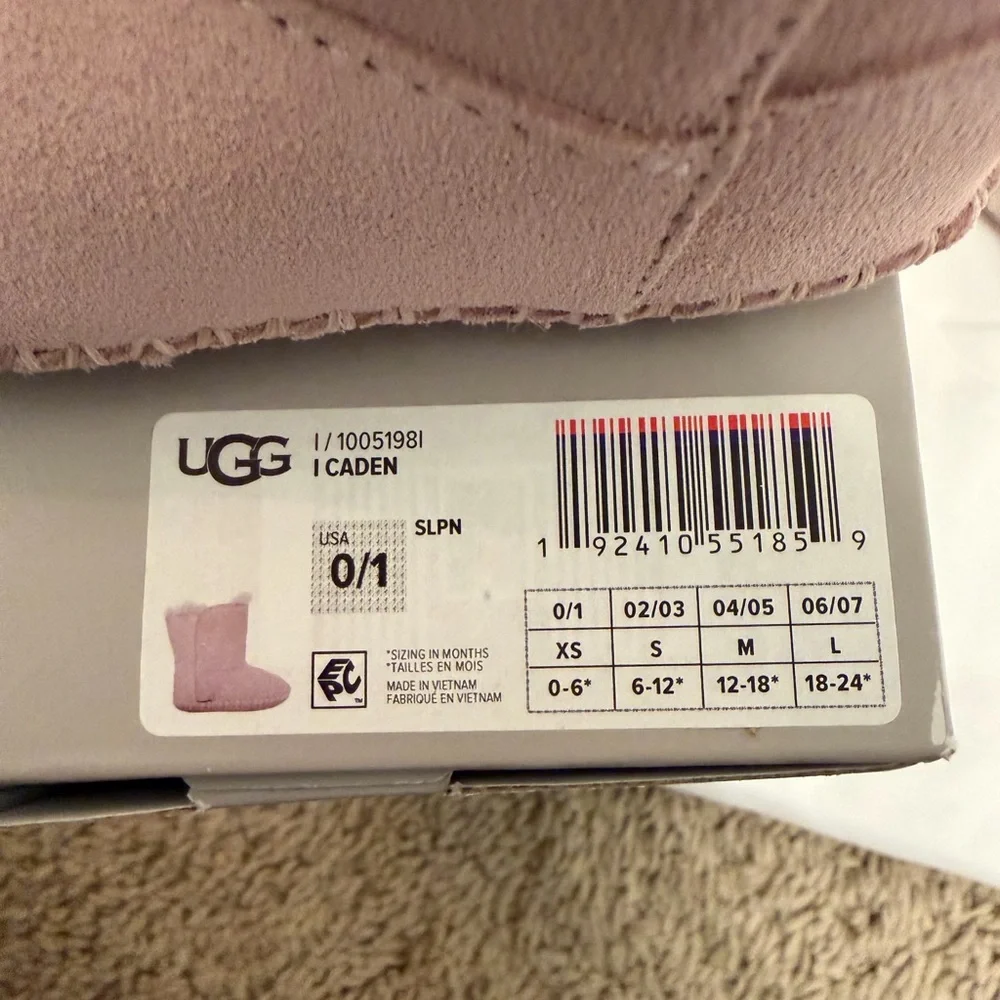 UGG
I / 1005198I
I CADEN
USA
0/1
SLPN
1 92410 55185 9
EPC
™
*SIZING IN MONTHS
*TAILLES EN MOIS
MADE IN VIETNAM
FABRIQUÉ EN VIETNAM
0/1 02/03 04/05 06/07
XS S M L
0-6* 6-12* 12-18* 18-24*